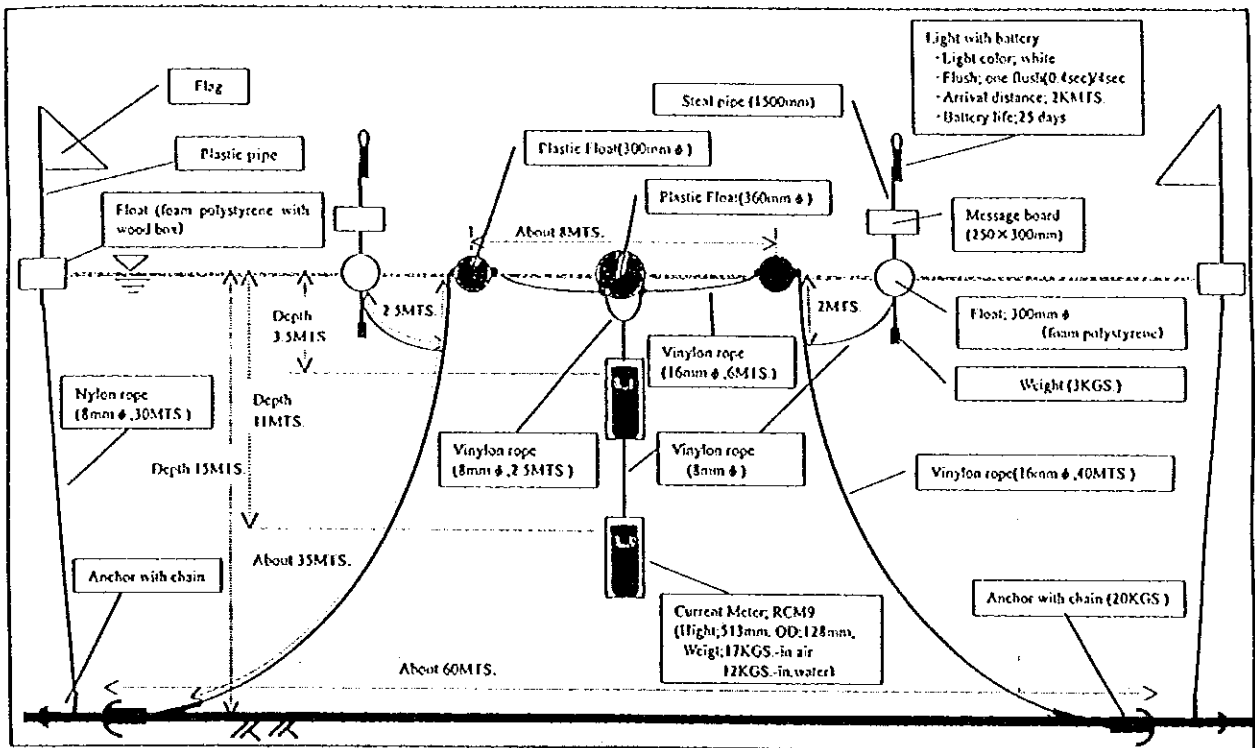 Light with battery
・Light color; white
・Flush; one flush(0.4sec)/4sec
・Arrival distance; 2KMTS.
・Battery life;25 days
Flag
Steal pipe (1500mm)
Plastic pipe
Plastic Float(300mm φ)
Plastic Float(360mm φ)
Float (foam polystyrene with
wood box)
Message board
(250×300mm)
About 8MTS.
2.5MTS.
Depth
3.5MTS
2MTS.
Float; 300mm φ
(foam polystyrene)
Vinylon rope
(16mm φ,6MTS.)
Weight (3KGS.)
Nylon rope
(8mm φ,30MTS.)
Depth
11MTS.
Depth 15MTS.
Vinylon rope
(8mm φ,2.5MTS.)
Vinylon rope
(8mm φ)
Vinylon rope(16mm φ,40MTS.)
About 35MTS.
Anchor with chain
Current Meter; RCM9
(Hight;513mm, OD;128mm,
Weigt;17KGS.-in air
12KGS.-in,water)
Anchor with chain (20KGS.)
About 60MTS.